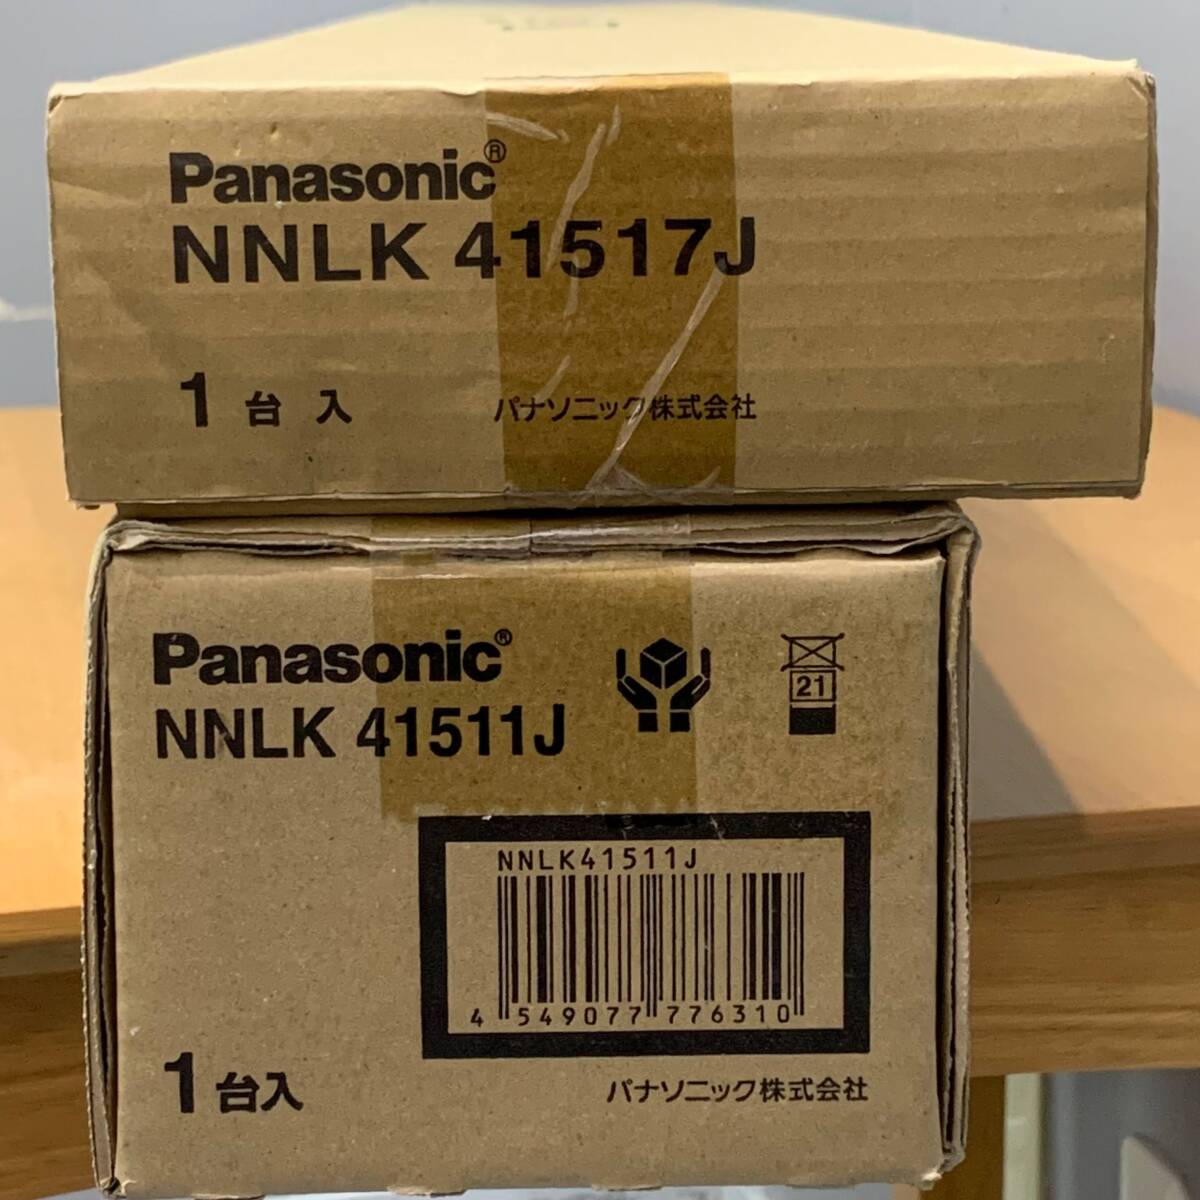 Panasonic®
NNLK 41517J
1 台入
パナソニック株式会社
Panasonic®
NNLK 41511J
21
NNLK41511J
4 549077 776310
1 台入
パナソニック株式会社